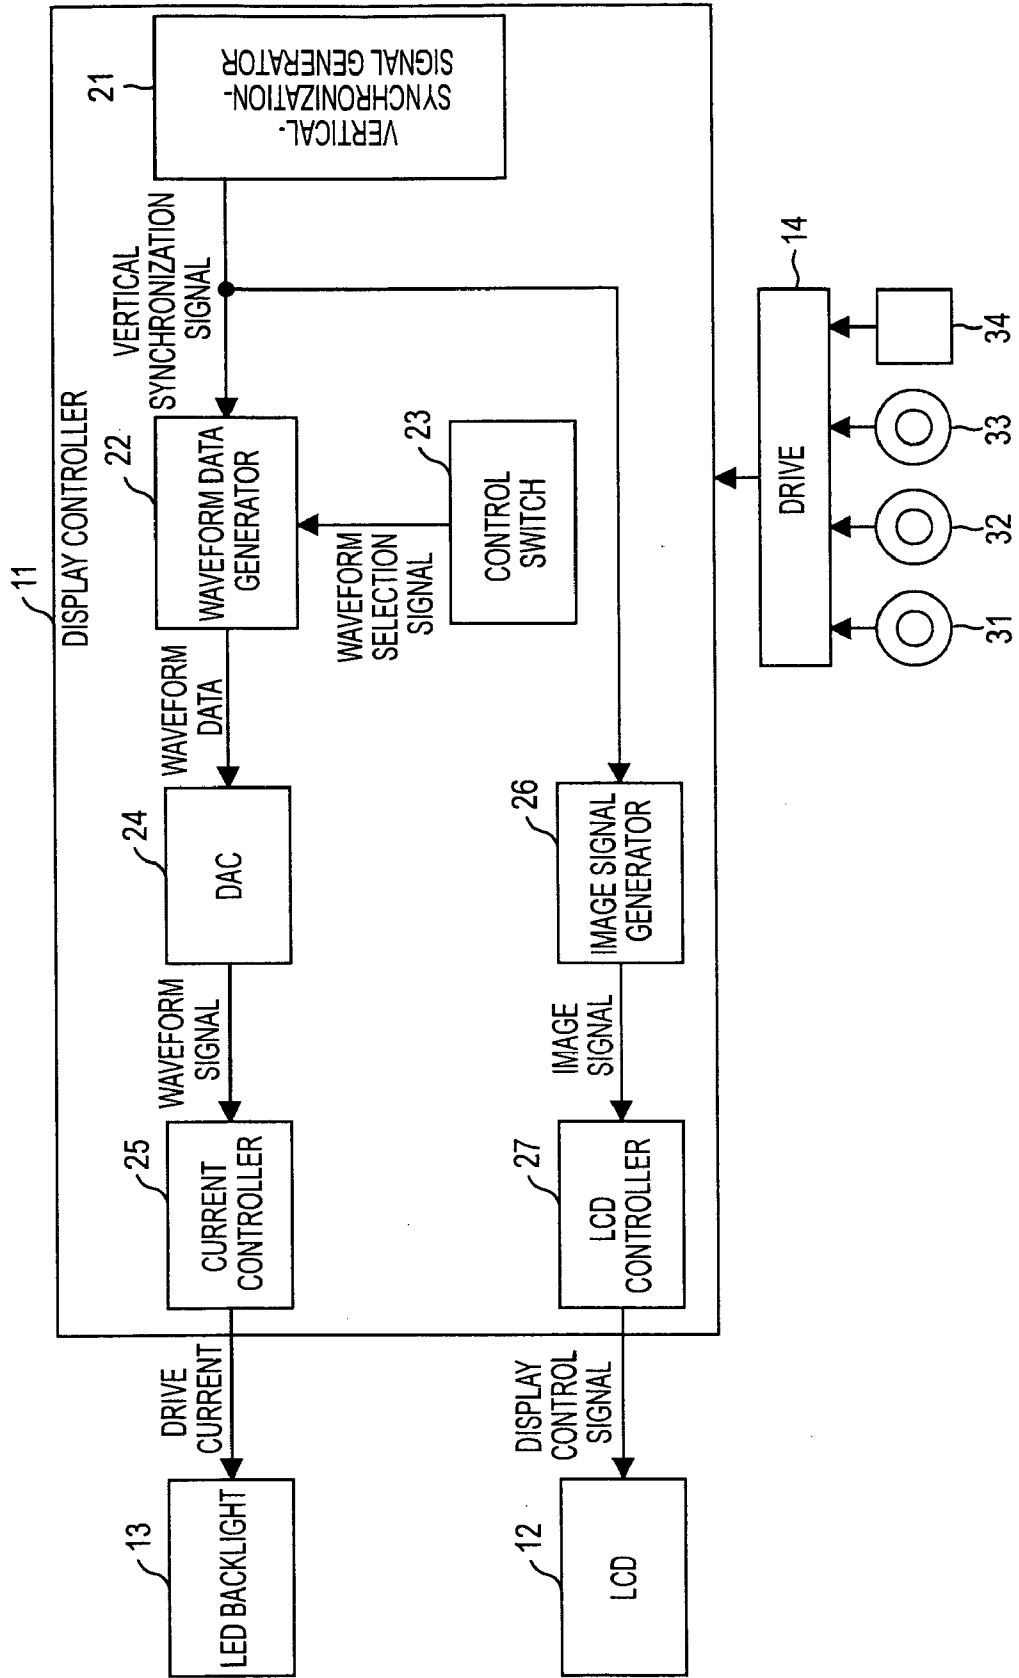 11
DISPLAY CONTROLLER
21
VERTICAL-
SYNCHRONIZATION-
SIGNAL GENERATOR
VERTICAL
SYNCHRONIZATION
SIGNAL
22
WAVEFORM DATA
GENERATOR
23
CONTROL
SWITCH
WAVEFORM
SELECTION
SIGNAL
WAVEFORM
DATA
24
DAC
WAVEFORM
SIGNAL
25
CURRENT
CONTROLLER
DRIVE
CURRENT
13
LED BACKLIGHT
26
IMAGE SIGNAL
GENERATOR
IMAGE
SIGNAL
27
LCD
CONTROLLER
DISPLAY
CONTROL
SIGNAL
12
LCD
14
DRIVE
31
32
33
34